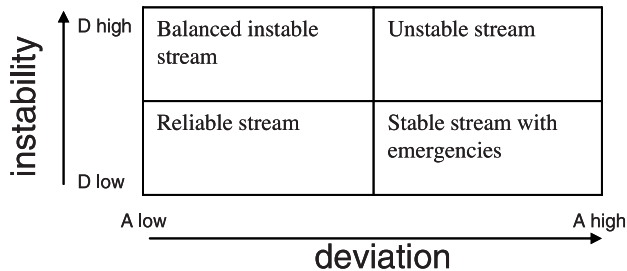 instability
D high
Balanced instable
stream
Unstable stream
Reliable stream
Stable stream with
emergencies
D low
A low
A high
deviation